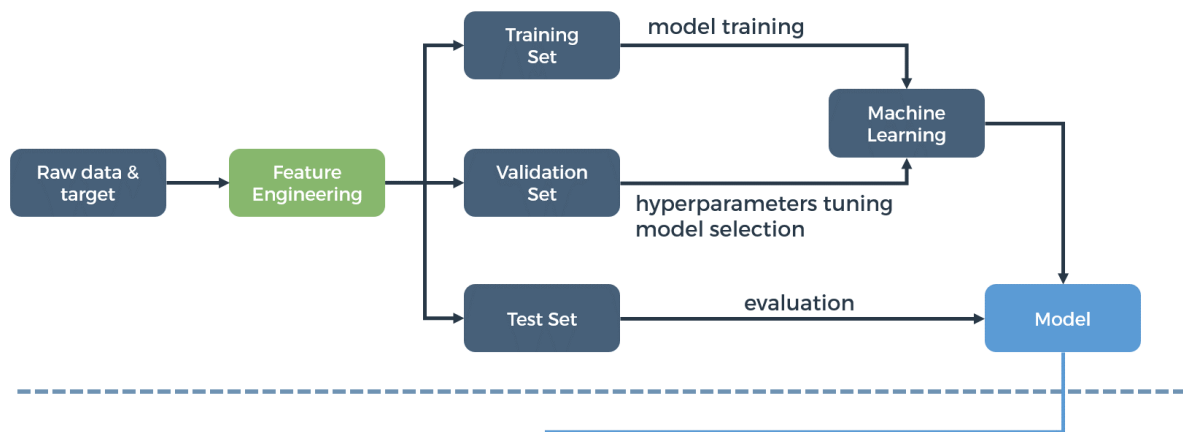 Training
Set
model training
Machine
Learning
Raw data &
target
Feature
Engineering
Validation
Set
hyperparameters tuning
model selection
Test Set
evaluation
Model